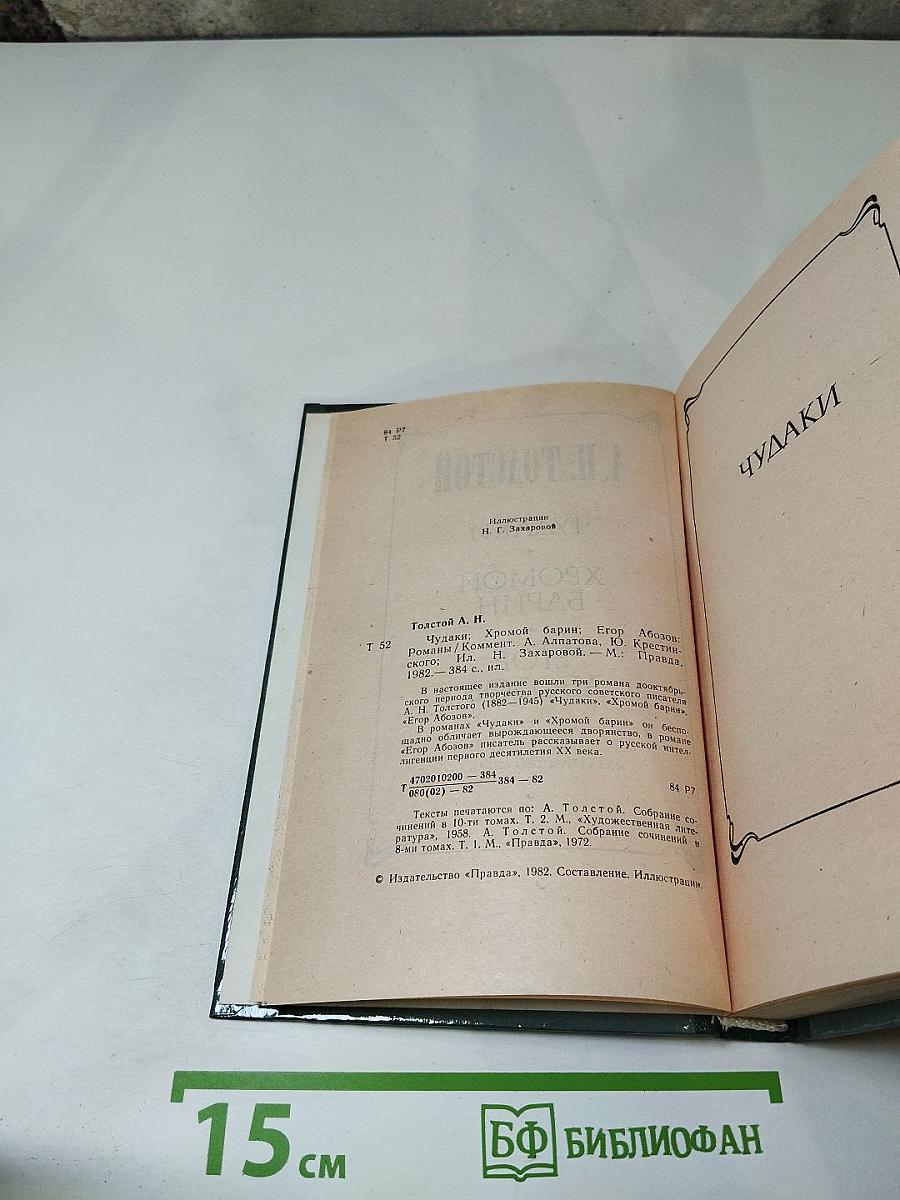 84 Р7
Т 52
Иллюстрации
Н. Г. Захаровой
Толстой А. Н.
Т 52
Чудаки; Хромой барин; Егор Абозов:
Романы / Коммент. А. Алпатова, Ю. Крестин-
ского; Ил. Н. Захаровой. — М.: Правда,
1982.— 384 с., ил.
В настоящее издание вошли три романа дооктябрь-
ского периода творчества русского советского писателя
А. Н. Толстого (1882—1945) «Чудаки», «Хромой барин»,
«Егор Абозов».
В романах «Чудаки» и «Хромой барин» он беспо-
щадно обличает вырождающееся дворянство, в романе
«Егор Абозов» писатель рассказывает о русской интел-
лигенции первого десятилетия XX века.
Т 4702010200 — 384
080(02) — 82
384 — 82
84 Р7
Тексты печатаются по: А. Толстой. Собрание со-
чинений в 10-ти томах. Т. 2. М., «Художественная лите-
ратура», 1958. А. Толстой. Собрание сочинений в
8-ми томах. Т. 1. М., «Правда», 1972.
© Издательство «Правда», 1982. Составление. Иллюстрации.
ЧУДАКИ
А.Н.ТОЛСТОЙ
ЧУДАКИ
ХРОМОЙ
БАРИН
15 см
БФ БИБЛИОФАН